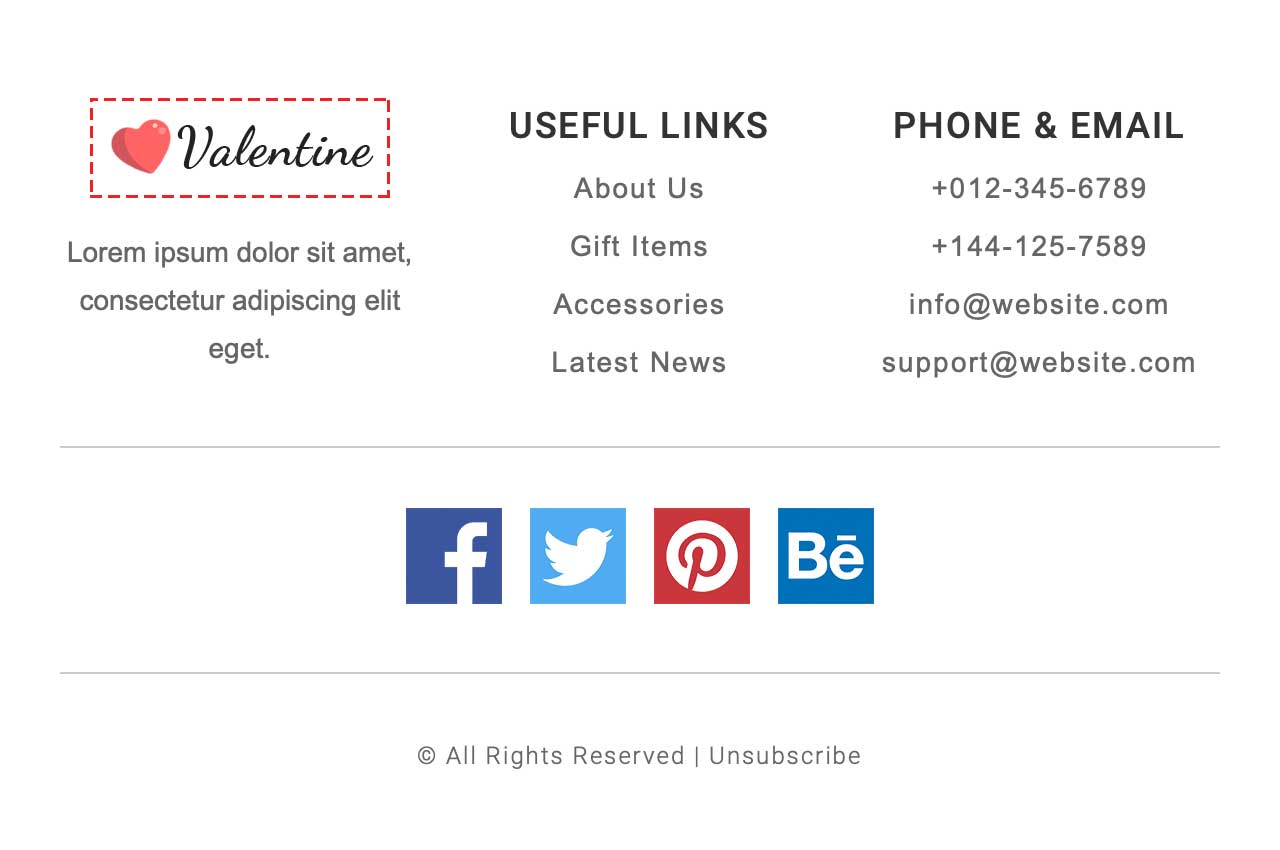 Valentine
Lorem ipsum dolor sit amet,
consectetur adipiscing elit
eget.
USEFUL LINKS
About Us
Gift Items
Accessories
Latest News
PHONE & EMAIL
+012-345-6789
+144-125-7589
info@website.com
support@website.com
f
Bē
© All Rights Reserved | Unsubscribe